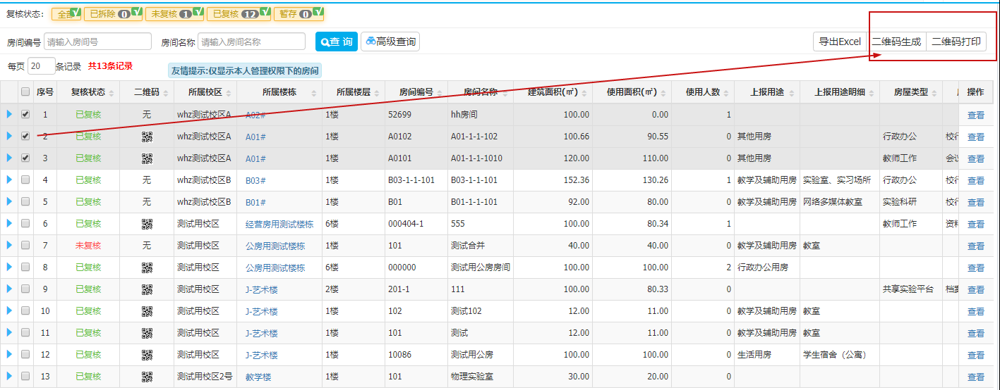 复核状态： 全部 已拆除 0 未复核 1 已复核 12 暂存 0
房间编号 请输入房间号 房间名称 请输入房间名称 查 询 高级查询 导出Excel 二维码生成 二维码打印
每页 20 条记录 共13条记录 友情提示:仅显示本人管理权限下的房间
序号 复核状态 二维码 所属校区 所属楼栋 所属楼层 房间编号 房间名称 建筑面积(㎡) 使用面积(㎡) 使用人数 上报用途 上报用途明细 房屋类型 操作
1 已复核 无 whz测试校区A A02# 1楼 52699 hh房间 100.00 0.00 1 查看
2 已复核 whz测试校区A A01# 1楼 A0102 A01-1-1-102 100.66 90.55 0 其他用房 行政办公 校行 查看
3 已复核 whz测试校区A A01# 1楼 A0101 A01-1-1-1010 120.00 110.00 0 其他用房 教师工作 会议 查看
4 已复核 无 whz测试校区B B03# 1楼 B03-1-1-101 B03-1-1-101 152.36 130.26 1 教学及辅助用房 实验室、实习场所 行政办公 校行 查看
5 已复核 无 whz测试校区B B01# 1楼 B01 B01-1-1-101 92.00 80.00 0 教学及辅助用房 网络多媒体教室 实验科研 校行 查看
6 已复核 测试用校区 经营房用测试楼栋 6楼 000404-1 555 100.00 80.34 1 教师工作 资料 查看
7 未复核 无 测试用校区 公房用测试楼栋 1楼 101 测试合并 40.00 40.00 0 教学及辅助用房 教室 查看
8 已复核 测试用校区 公房用测试楼栋 6楼 000000 测试用公房房间 100.00 100.00 2 行政办公用房 查看
9 已复核 测试用校区 J-艺术楼 2楼 201-1 111 100.00 80.33 0 共享实验平台 档案 查看
10 已复核 测试用校区 J-艺术楼 1楼 102 测试102 12.00 11.00 0 教学及辅助用房 教室 查看
11 已复核 测试用校区 J-艺术楼 1楼 101 测试 12.00 11.00 0 教学及辅助用房 教室 查看
12 已复核 测试用校区 J-艺术楼 1楼 10086 测试用公房 100.00 100.00 0 生活用房 学生宿舍（公寓） 查看
13 已复核 测试用校区2号 教学楼 1楼 101 物理实验室 30.00 20.00 0 查看